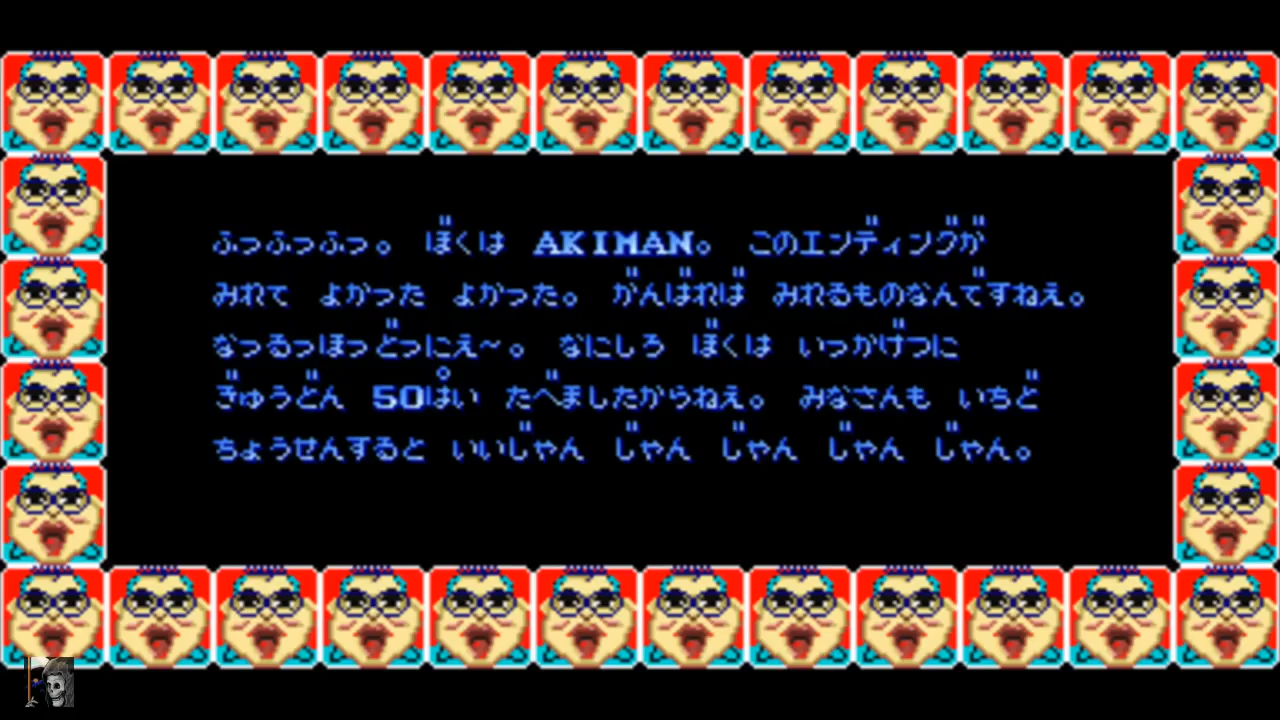 ふっふっふっ。 ぼくは AKIMAN。 このエンディングが
みれて よかった よかった。 がんばれば みれるものなんですねえ。
なっるっほっどっにえ～。 なにしろ ぼくは いっかげつに
ぎゅうどん 50ぱい たべましたからねえ。 みなさんも いちど
ちょうせんすると いいじゃん じゃん じゃん じゃん じゃん。